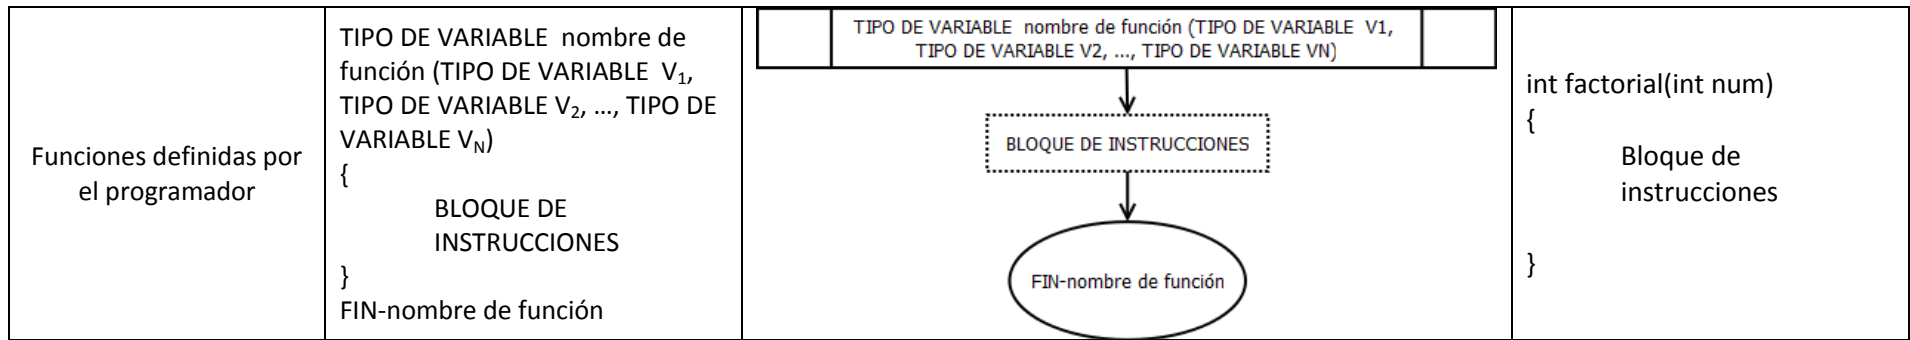 Funciones definidas por
el programador
TIPO DE VARIABLE nombre de
función (TIPO DE VARIABLE V₁,
TIPO DE VARIABLE V₂, ..., TIPO DE
VARIABLE Vₙ)
{
BLOQUE DE
INSTRUCCIONES
}
FIN-nombre de función
TIPO DE VARIABLE nombre de función (TIPO DE VARIABLE V1,
TIPO DE VARIABLE V2, ..., TIPO DE VARIABLE VN)
BLOQUE DE INSTRUCCIONES
FIN-nombre de función
int factorial(int num)
{
Bloque de
instrucciones
}